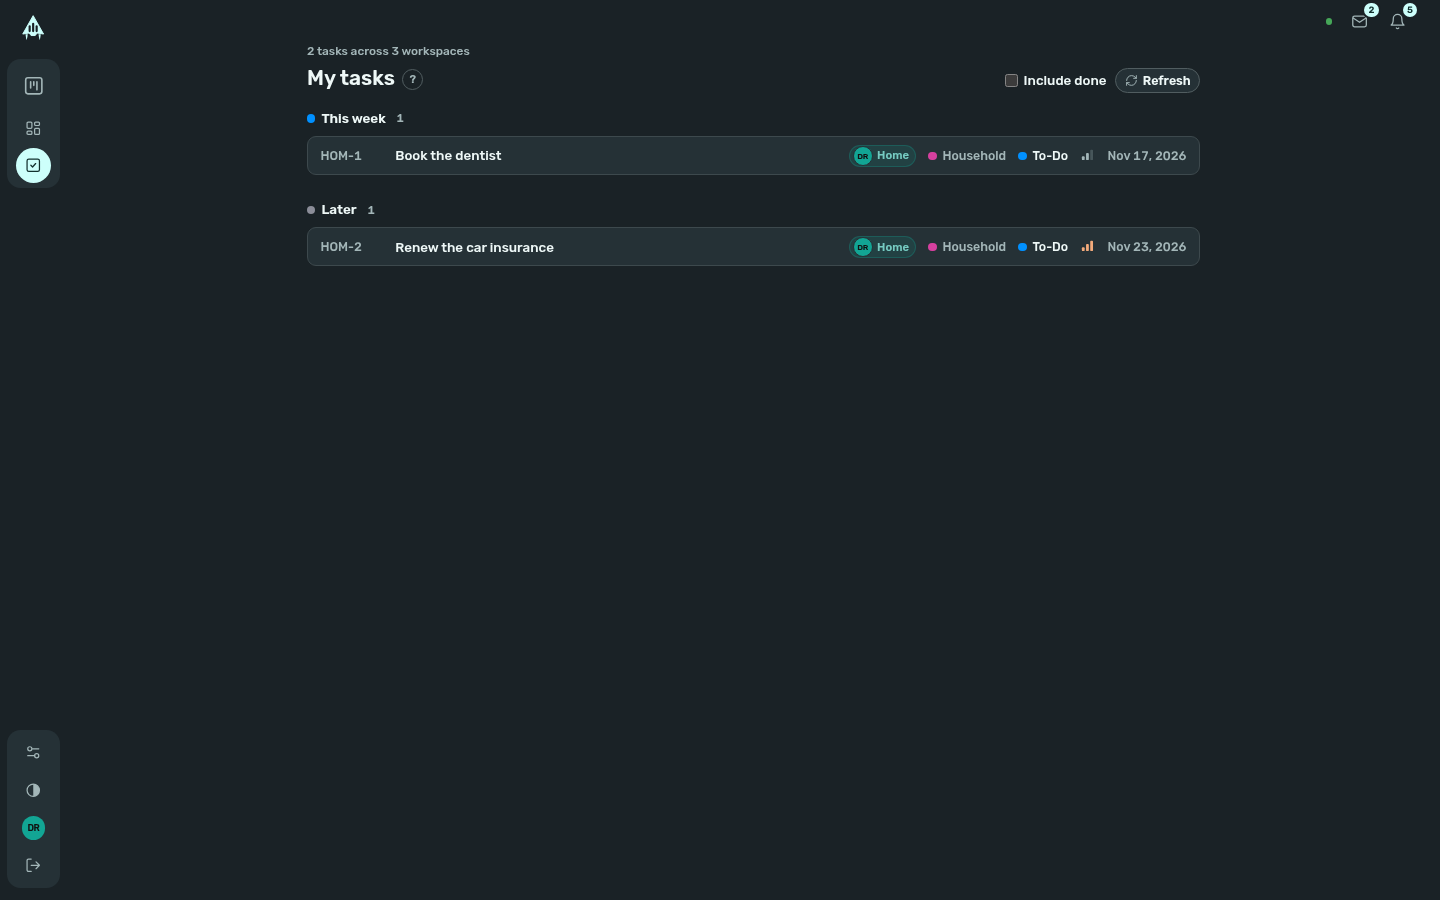 2
5
2 tasks across 3 workspaces
My tasks ?
Include done Refresh
This week 1
HOM-1 Book the dentist DR Home Household To-Do Nov 17, 2026
Later 1
HOM-2 Renew the car insurance DR Home Household To-Do Nov 23, 2026
DR